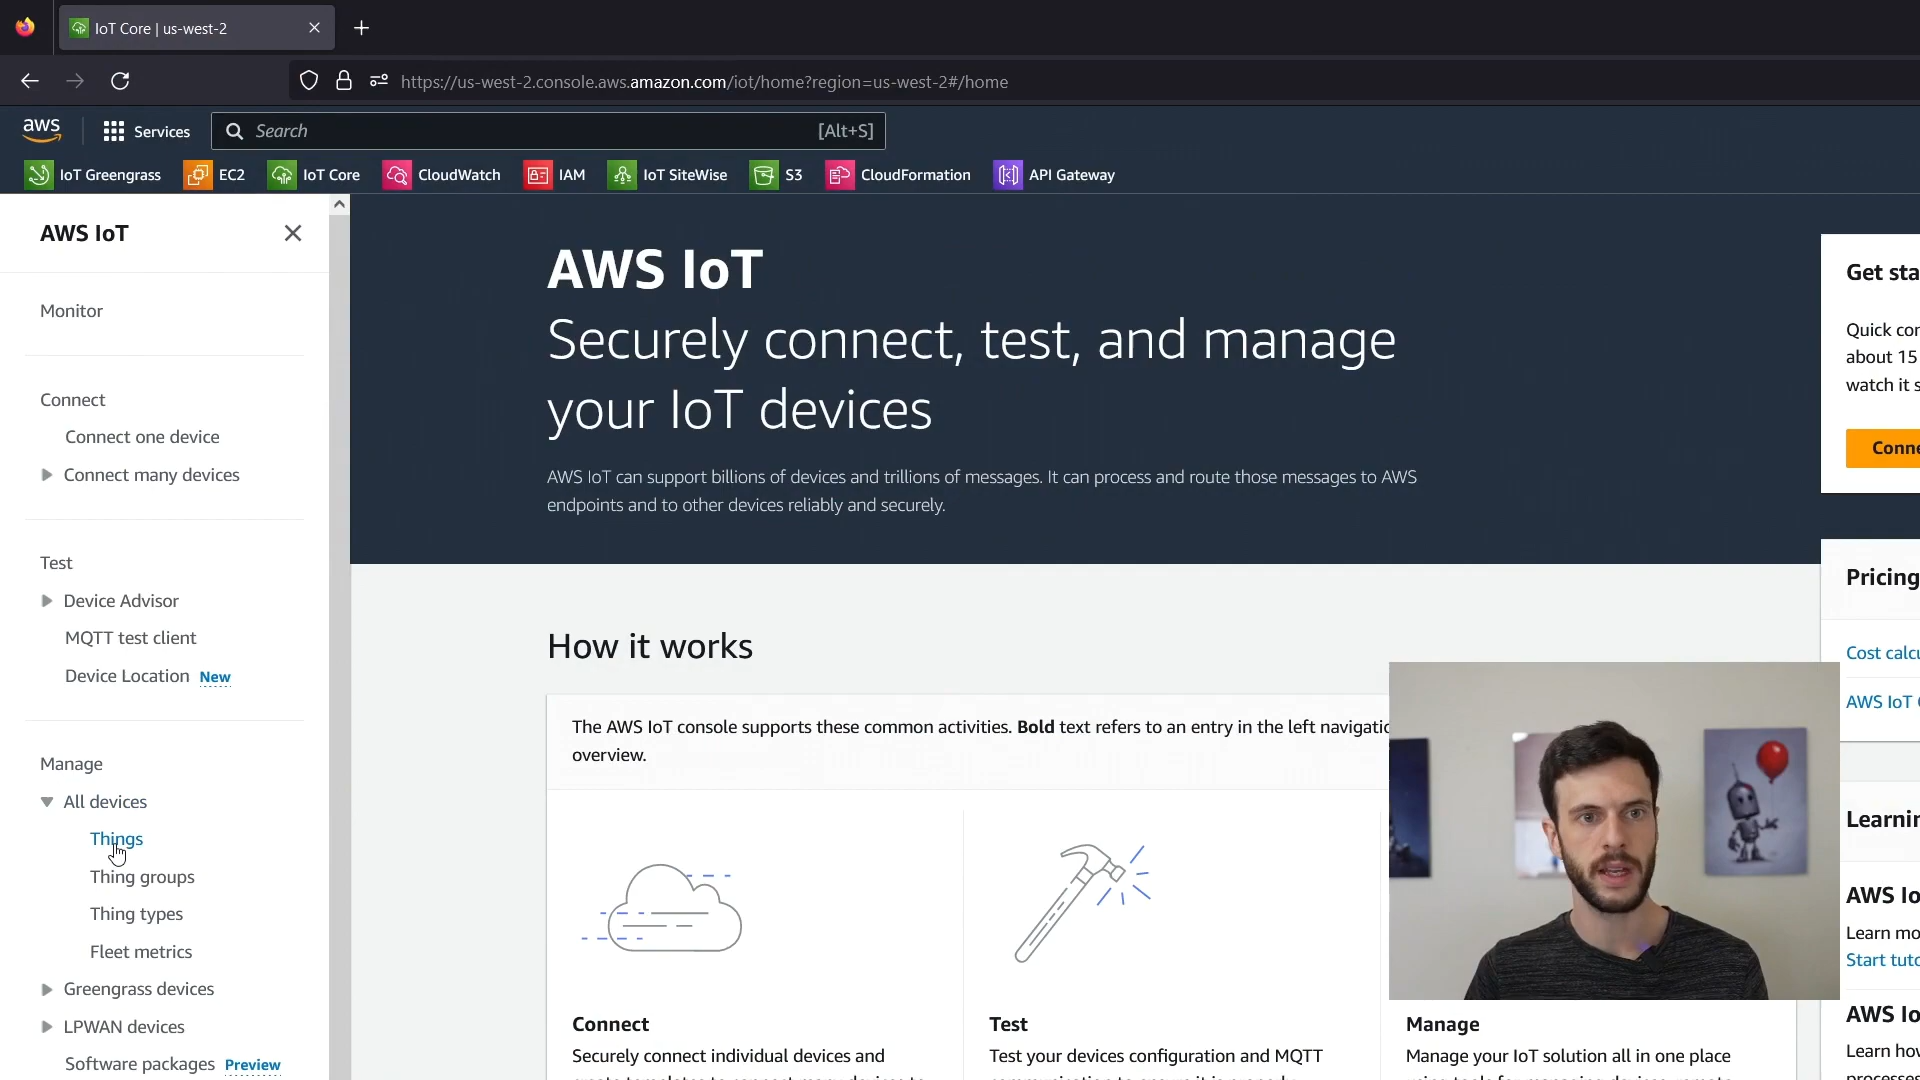 IoT Core | us-west-2
https://us-west-2.console.aws.amazon.com/iot/home?region=us-west-2#/home
aws
Services
Search
[Alt+S]
IoT Greengrass
EC2
IoT Core
CloudWatch
IAM
IoT SiteWise
S3
CloudFormation
API Gateway
AWS IoT
Monitor
Connect
Connect one device
Connect many devices
Test
Device Advisor
MQTT test client
Device Location New
Manage
All devices
Things
Thing groups
Thing types
Fleet metrics
Greengrass devices
LPWAN devices
Software packages Preview
AWS IoT
Securely connect, test, and manage
your IoT devices
AWS IoT can support billions of devices and trillions of messages. It can process and route those messages to AWS
endpoints and to other devices reliably and securely.
How it works
The AWS IoT console supports these common activities. Bold text refers to an entry in the left navigatio
overview.
Connect
Securely connect individual devices and
Test
Test your devices configuration and MQTT
Manage
Manage your IoT solution all in one place
Get sta
Quick con
about 15
watch it s
Conne
Pricing
Cost calcu
AWS IoT
Learnin
AWS Io
Learn mo
Start tuto
AWS Io
Learn how